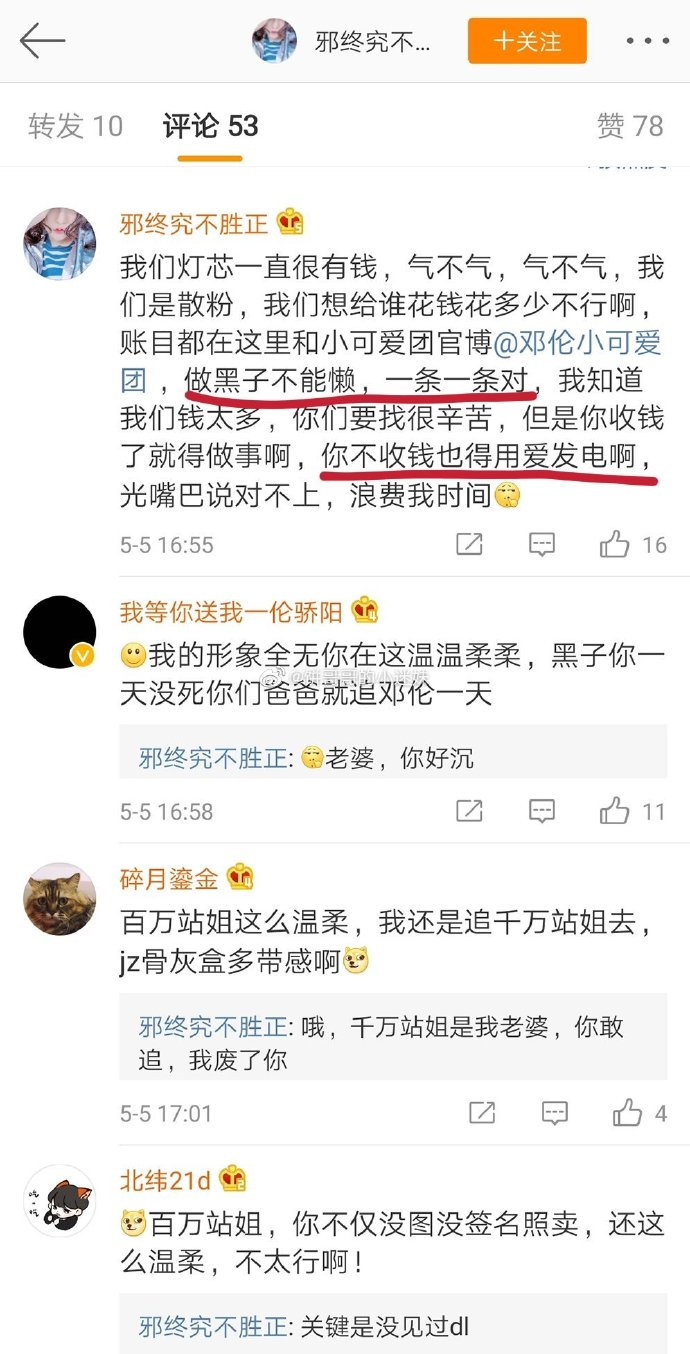 邪终究不...
十关注
转发 10
评论 53
赞 78
邪终究不胜正
我们灯芯一直很有钱，气不气，气不气，我
们是散粉，我们想给谁花钱花多少不行啊，
账目都在这里和小可爱团官博@邓伦小可爱
团，做黑子不能懒，一条一条对，我知道
我们钱太多，你们要找很辛苦，但是你收钱
了就得做事啊，你不收钱也得用爱发电啊，
光嘴巴说对不上，浪费我时间
5-5 16:55
16
我等你送我一伦骄阳
我的形象全无你在这温温柔柔，黑子你一
天没死你们爸爸就追邓伦一天
邪终究不胜正: 老婆，你好沉
5-5 16:58
11
碎月鎏金
百万站姐这么温柔，我还是追千万站姐去，
jz骨灰盒多带感啊
邪终究不胜正: 哦，千万站姐是我老婆，你敢
追，我废了你
5-5 17:01
4
北纬21d
百万站姐，你不仅没图没签名照卖，还这
么温柔，不太行啊！
邪终究不胜正: 关键是没见过dl